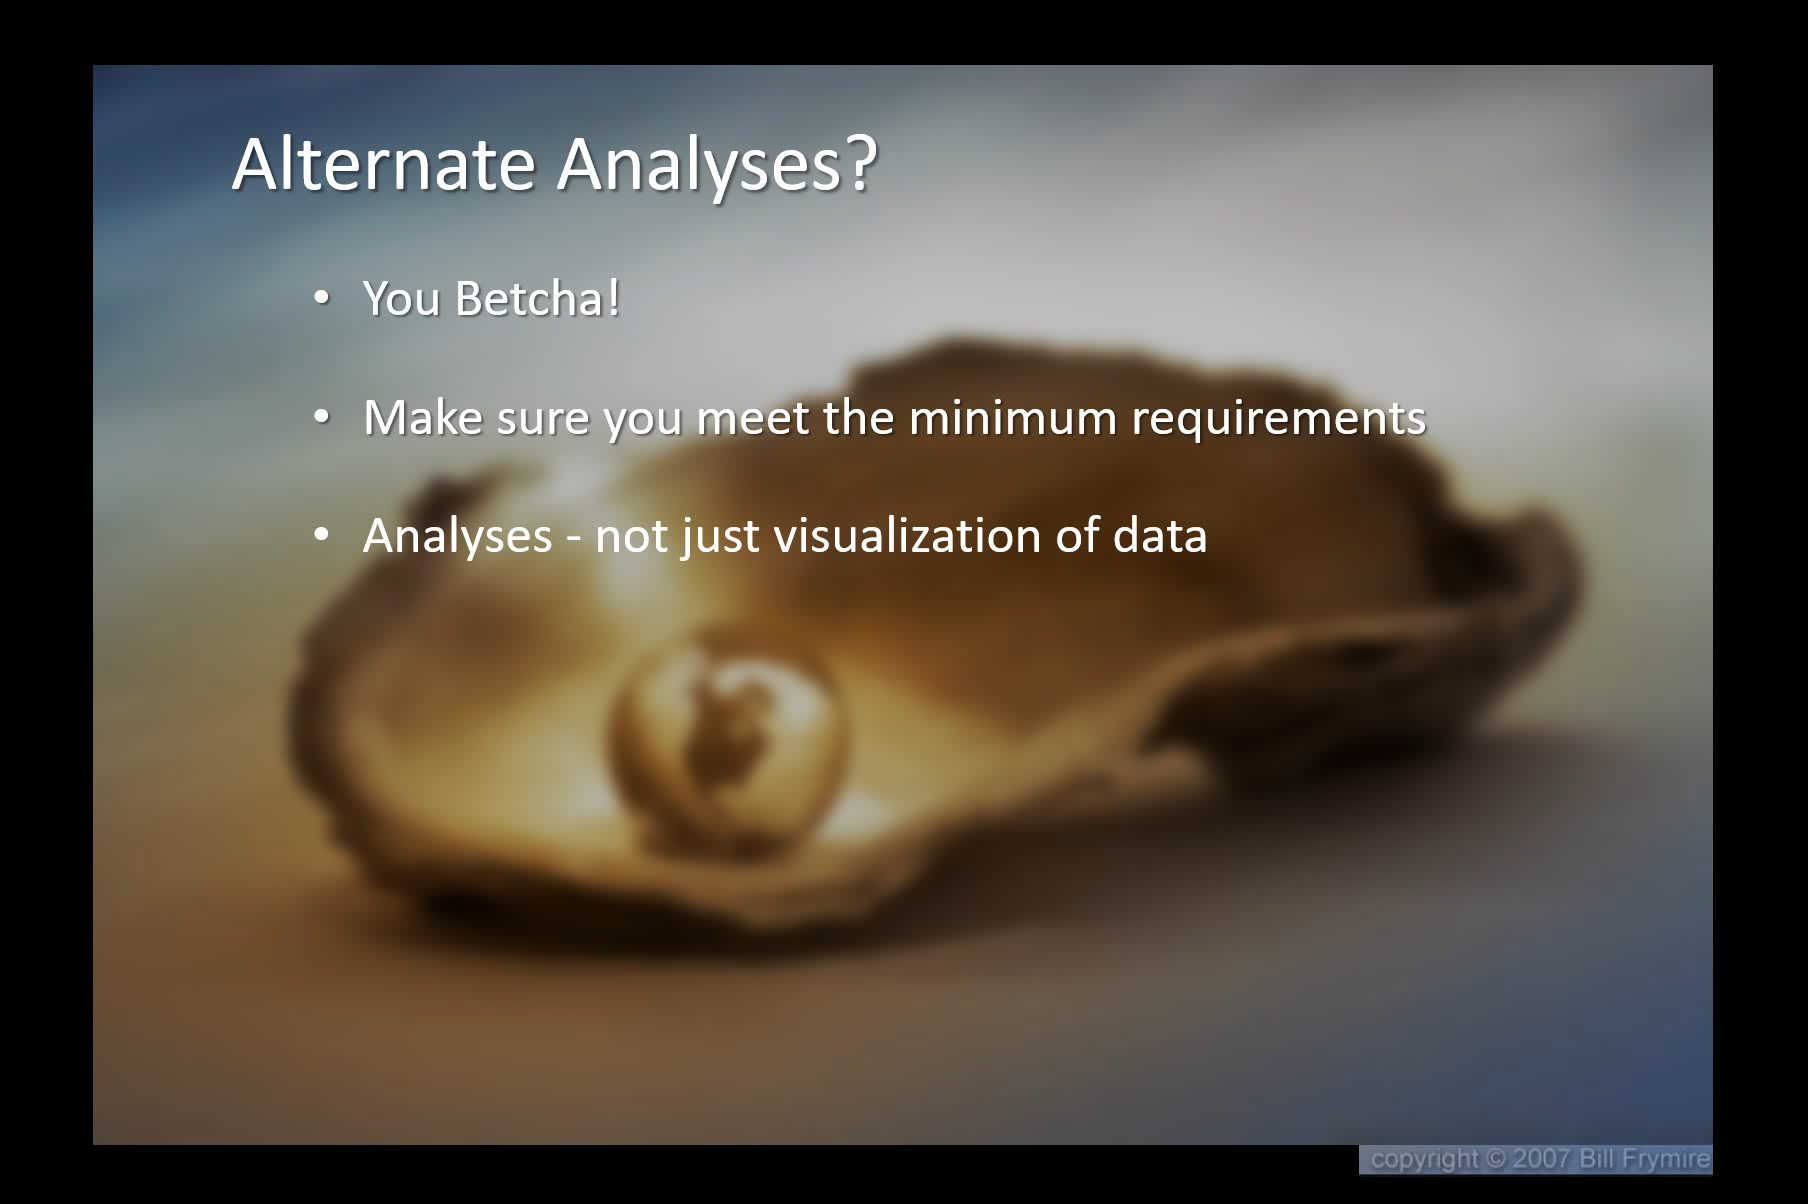 Alternate Analyses?
• You Betcha!
• Make sure you meet the minimum requirements
• Analyses - not just visualization of data
copyright © 2007 Bill Frymire